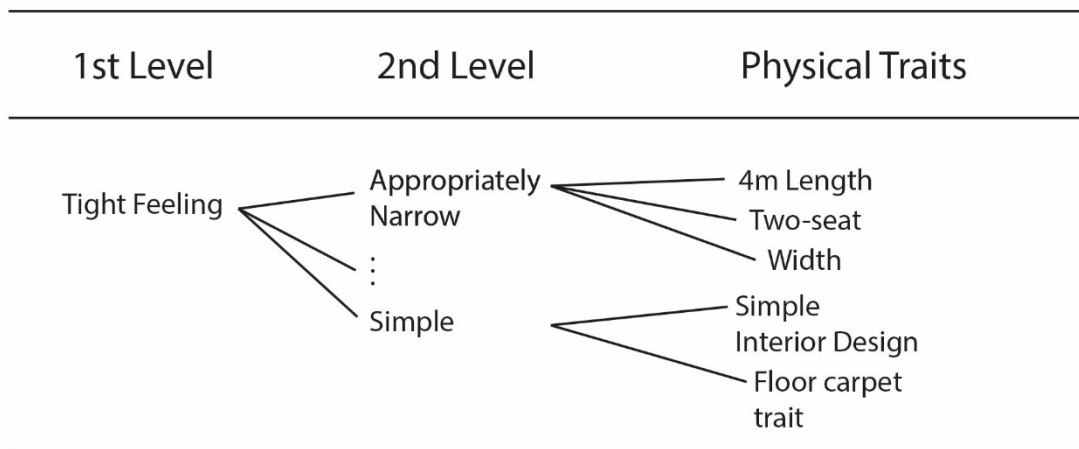 1st Level 2nd Level Physical Traits
Tight Feeling
Appropriately
Narrow
⋮
Simple
4m Length
Two-seat
Width
Simple
Interior Design
Floor carpet
trait